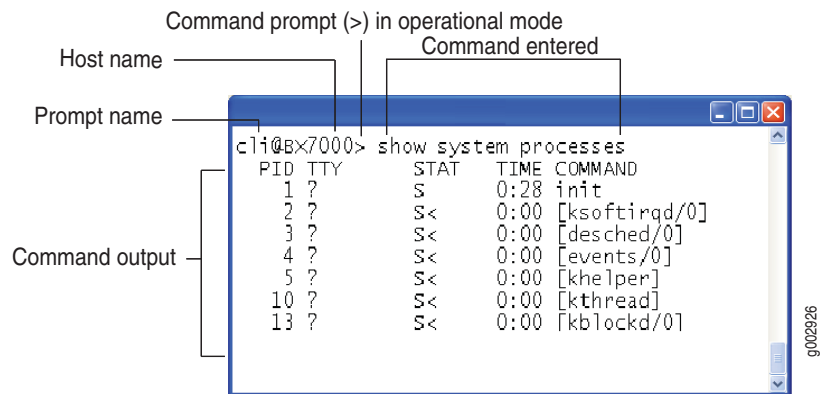 Command prompt (>) in operational mode
Command entered
Host name
Prompt name
cli@BX7000> show system processes
PID TTY STAT TIME COMMAND
1 ? S 0:28 init
2 ? S< 0:00 [ksoftirqd/0]
3 ? S< 0:00 [desched/0]
4 ? S< 0:00 [events/0]
5 ? S< 0:00 [khelper]
10 ? S< 0:00 [kthread]
13 ? S< 0:00 [kblockd/0]
Command output
g002926